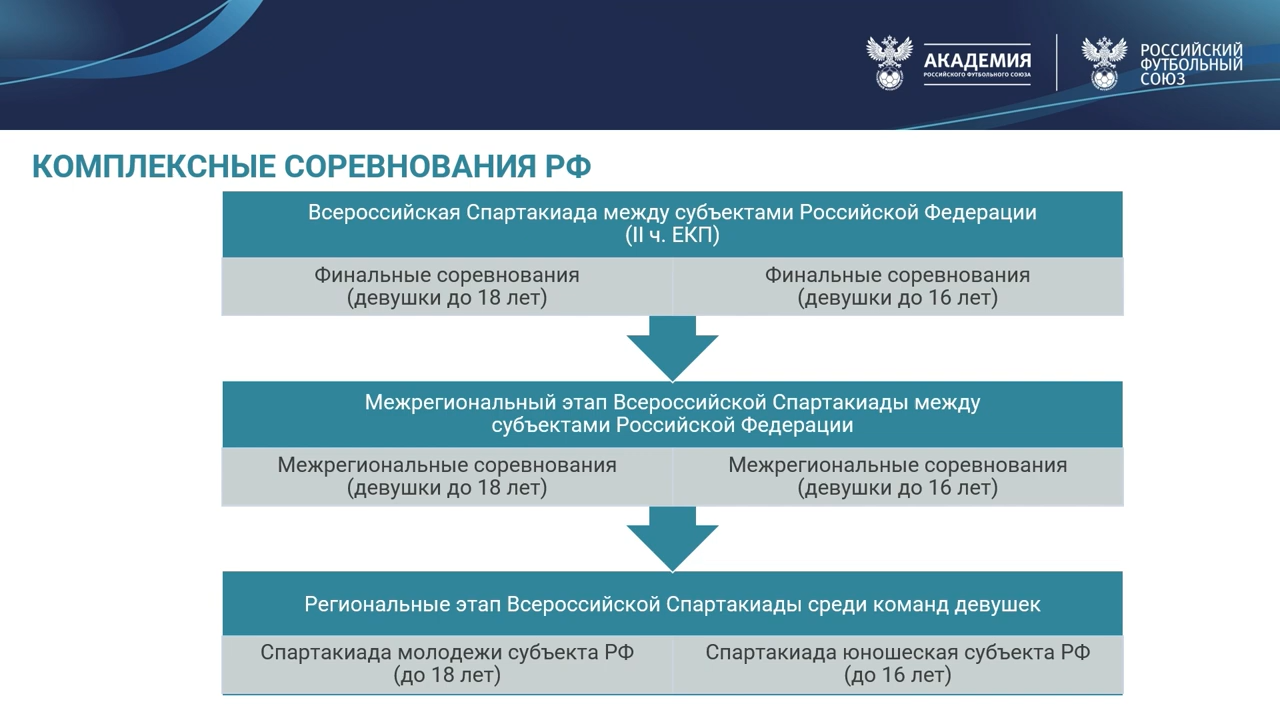 АКАДЕМИЯ
РОССИЙСКОГО ФУТБОЛЬНОГО СОЮЗА
РОССИЙСКИЙ
ФУТБОЛЬНЫЙ
СОЮЗ
КОМПЛЕКСНЫЕ СОРЕВНОВАНИЯ РФ
Всероссийская Спартакиада между субъектами Российской Федерации
(II ч. ЕКП)
Финальные соревнования
(девушки до 18 лет)
Финальные соревнования
(девушки до 16 лет)
Межрегиональный этап Всероссийской Спартакиады между
субъектами Российской Федерации
Межрегиональные соревнования
(девушки до 18 лет)
Межрегиональные соревнования
(девушки до 16 лет)
Региональные этап Всероссийской Спартакиады среди команд девушек
Спартакиада молодежи субъекта РФ
(до 18 лет)
Спартакиада юношеская субъекта РФ
(до 16 лет)